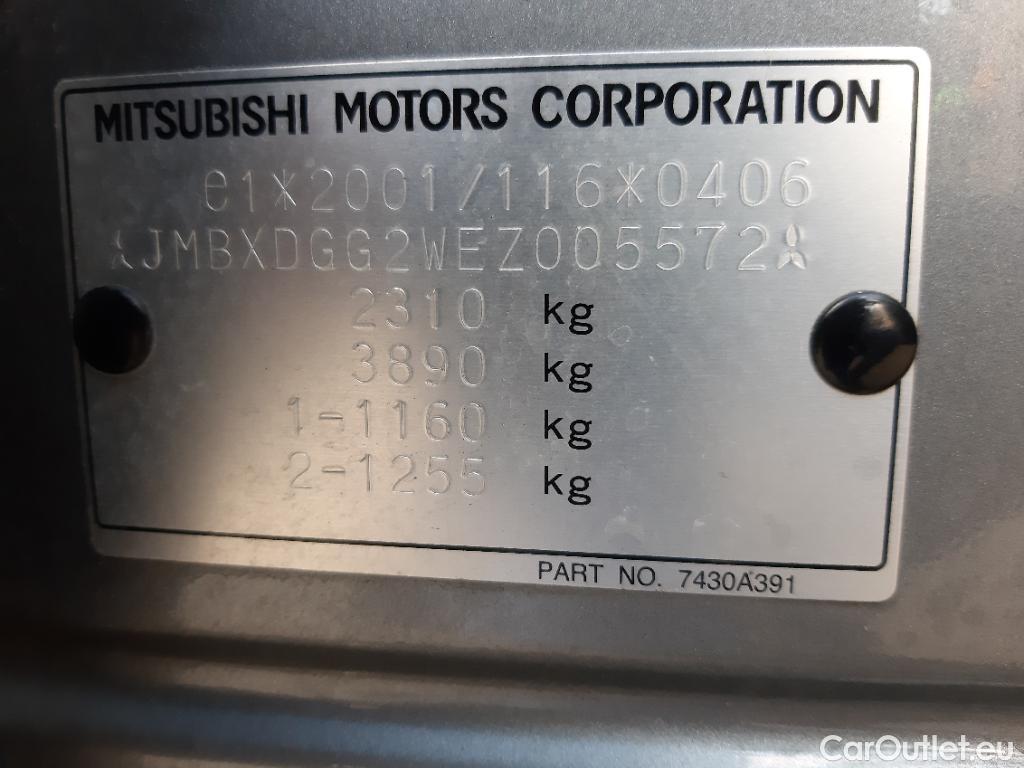 MITSUBISHI MOTORS CORPORATION
e1*2001/116*0406
JMBXDGG2WEZ005572
2310 kg
3890 kg
1-1160 kg
2-1255 kg
PART NO. 7430A391
CarOutlet.eu